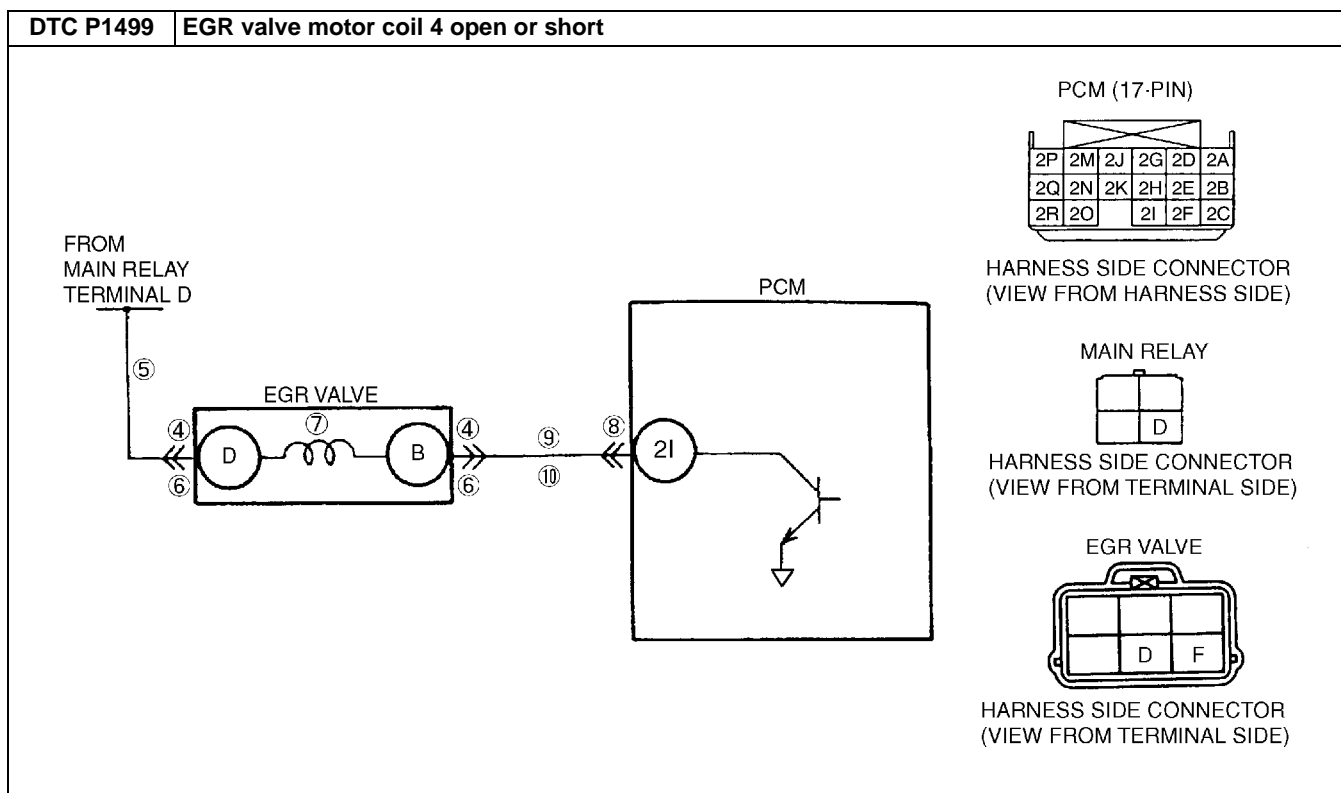 DTC P1499 EGR valve motor coil 4 open or short
PCM (17-PIN)
2P 2M 2J 2G 2D 2A
2Q 2N 2K 2H 2E 2B
2R 2O 2I 2F 2C
HARNESS SIDE CONNECTOR
(VIEW FROM HARNESS SIDE)
FROM
MAIN RELAY
TERMINAL D
⑤
EGR VALVE
④ ⑦ ④
D B
⑥ ⑥
⑨ ⑧
⑩
PCM
2I
MAIN RELAY
D
HARNESS SIDE CONNECTOR
(VIEW FROM TERMINAL SIDE)
EGR VALVE
D F
HARNESS SIDE CONNECTOR
(VIEW FROM TERMINAL SIDE)